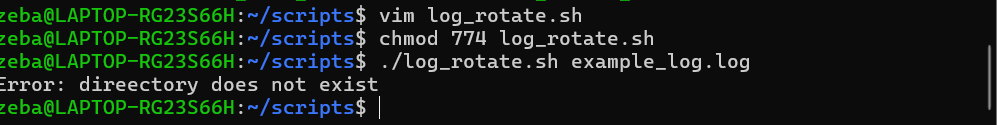 zeba@LAPTOP-RG23S66H:~/scripts$ vim log_rotate.sh
zeba@LAPTOP-RG23S66H:~/scripts$ chmod 774 log_rotate.sh
zeba@LAPTOP-RG23S66H:~/scripts$ ./log_rotate.sh example_log.log
Error: direectory does not exist
zeba@LAPTOP-RG23S66H:~/scripts$